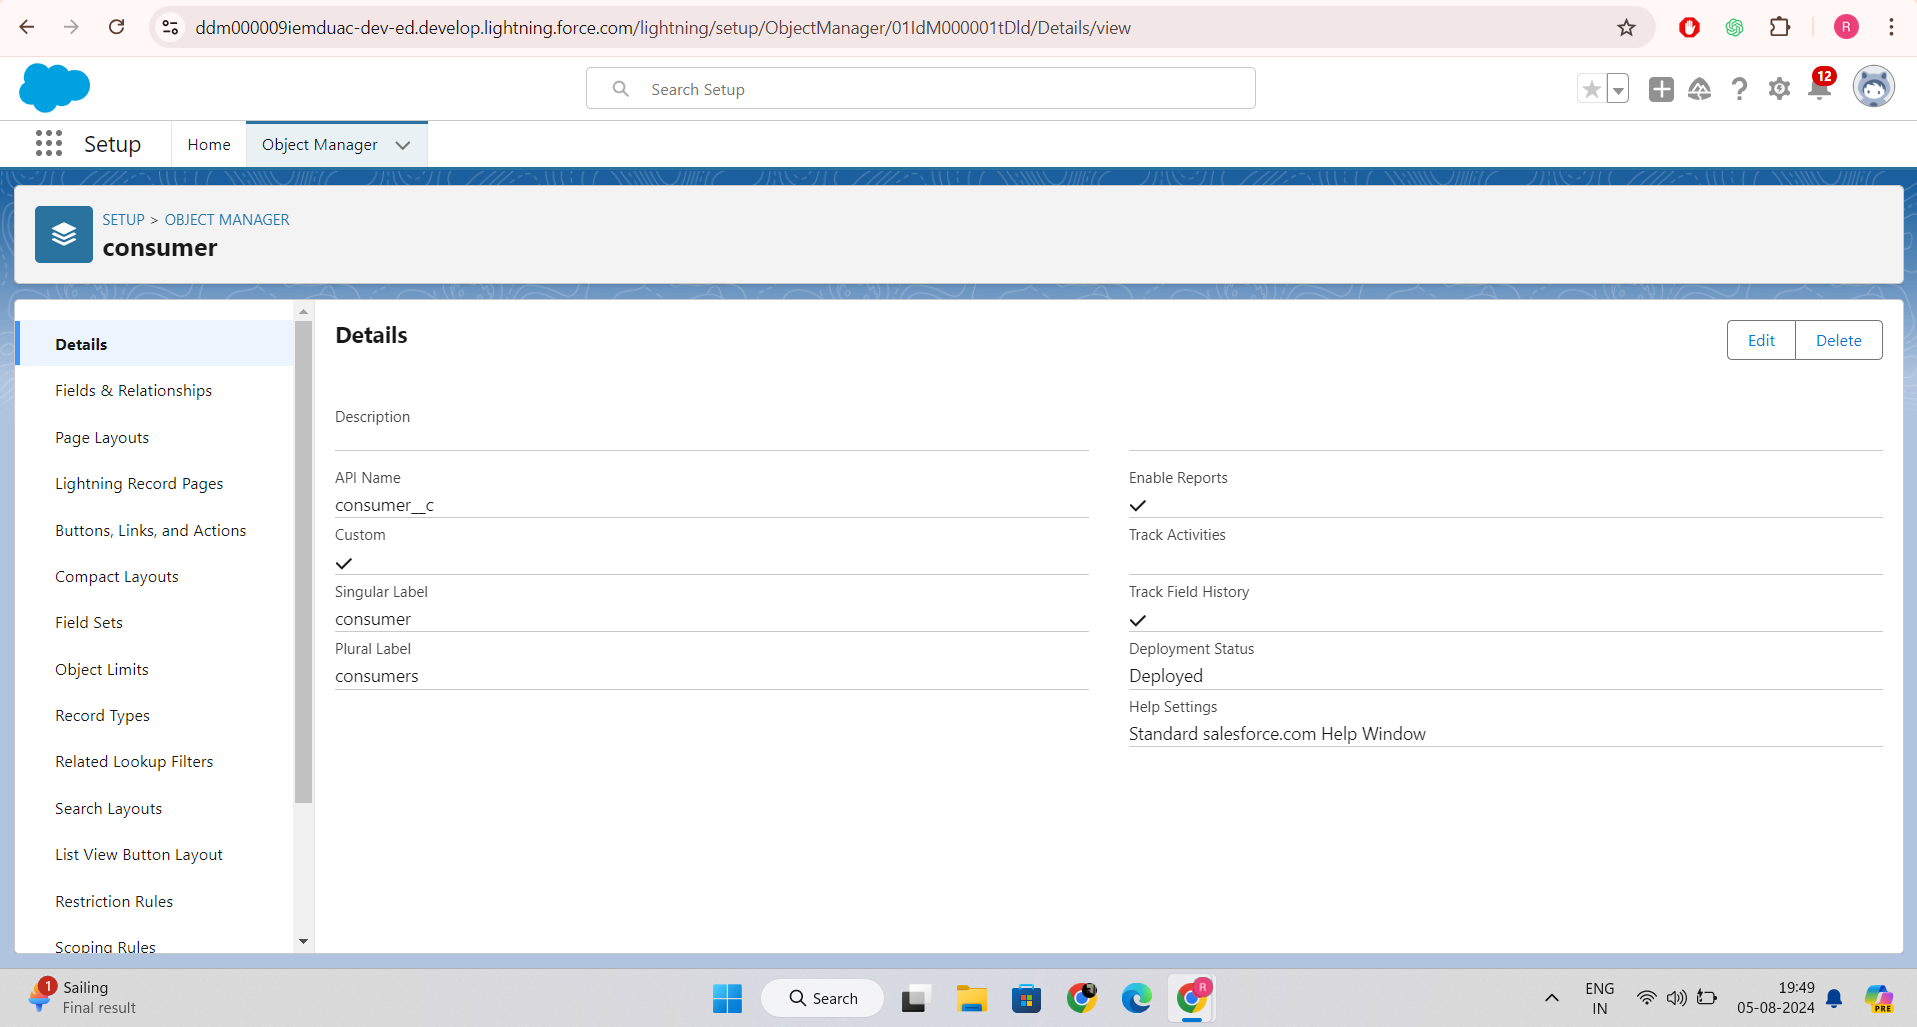 ddm000009iemduac-dev-ed.develop.lightning.force.com/lightning/setup/ObjectManager/01IdM000001tDld/Details/view
R
Search Setup
12
Setup
Home
Object Manager
SETUP > OBJECT MANAGER
consumer
Details
Fields & Relationships
Page Layouts
Lightning Record Pages
Buttons, Links, and Actions
Compact Layouts
Field Sets
Object Limits
Record Types
Related Lookup Filters
Search Layouts
List View Button Layout
Restriction Rules
Scoping Rules
Details
Edit
Delete
Description
API Name
consumer__c
Custom
Singular Label
consumer
Plural Label
consumers
Enable Reports
Track Activities
Track Field History
Deployment Status
Deployed
Help Settings
Standard salesforce.com Help Window
1
Sailing
Final result
Search
R
ENG
IN
19:49
05-08-2024
PRE